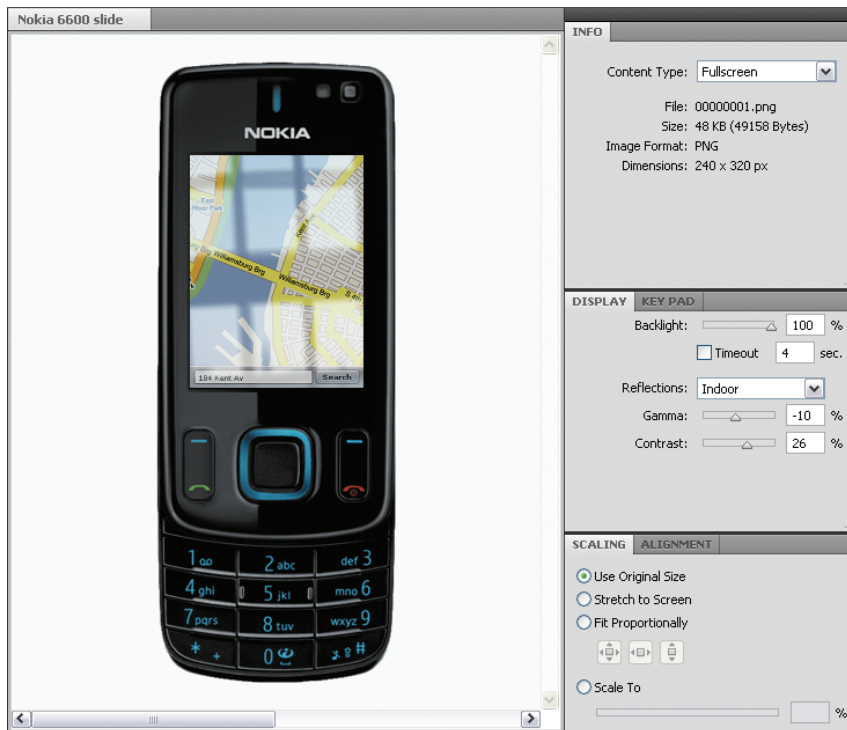 Nokia 6600 slide
NOKIA
East
River Park
Kent Ave
Williamsburg Brg
Williamsburg Brg
Williamsburg Brg
S 4th
184 Kent Av
Search
1
2 abc
def 3
4 ghi
5 jkl
mno 6
7 pqrs
8 tuv
wxyz 9
* +
0
#
INFO
Content Type: Fullscreen
File: 00000001.png
Size: 48 KB (49158 Bytes)
Image Format: PNG
Dimensions: 240 x 320 px
DISPLAY KEY PAD
Backlight: 100 %
Timeout 4 sec.
Reflections: Indoor
Gamma: -10 %
Contrast: 26 %
SCALING ALIGNMENT
Use Original Size
Stretch to Screen
Fit Proportionally
Scale To
%